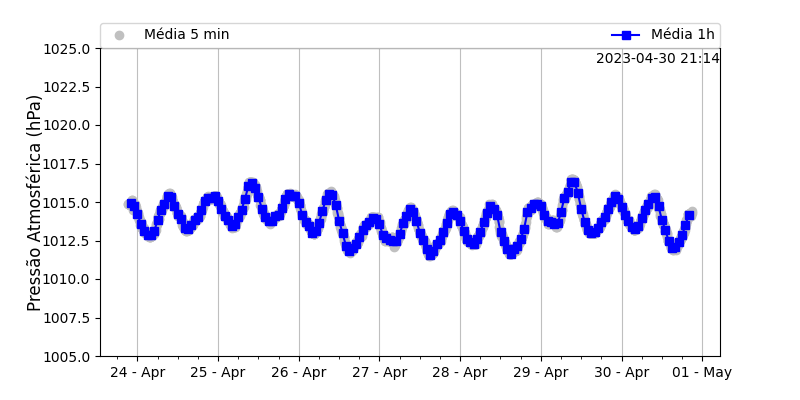 Média 5 min
Média 1h
2023-04-30 21:14
Pressão Atmosférica (hPa)
1025.0
1022.5
1020.0
1017.5
1015.0
1012.5
1010.0
1007.5
1005.0
24 - Apr
25 - Apr
26 - Apr
27 - Apr
28 - Apr
29 - Apr
30 - Apr
01 - May